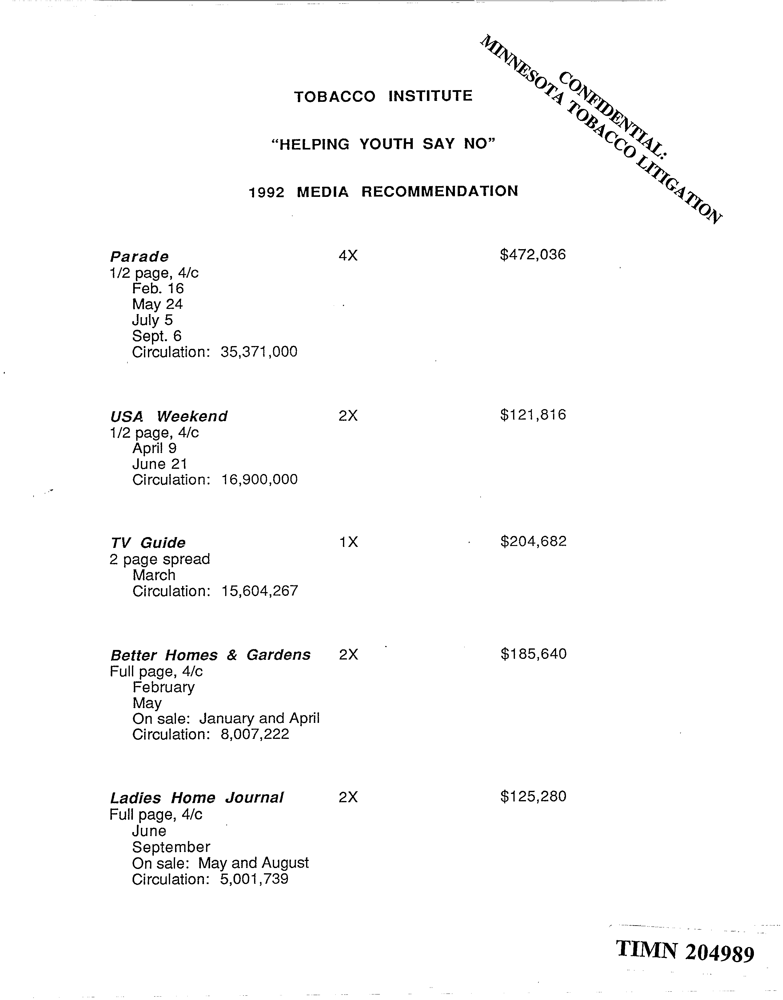 CONFIDENTIAL:
MINNESOTA TOBACCO LITIGATION
TOBACCO INSTITUTE
"HELPING YOUTH SAY NO"
1992 MEDIA RECOMMENDATION
Parade 4X $472,036
1/2 page, 4/c
Feb. 16
May 24
July 5
Sept. 6
Circulation: 35,371,000
USA Weekend 2X $121,816
1/2 page, 4/c
April 9
June 21
Circulation: 16,900,000
TV Guide 1X $204,682
2 page spread
March
Circulation: 15,604,267
Better Homes & Gardens 2X $185,640
Full page, 4/c
February
May
On sale: January and April
Circulation: 8,007,222
Ladies Home Journal 2X $125,280
Full page, 4/c
June
September
On sale: May and August
Circulation: 5,001,739
TIMN 204989